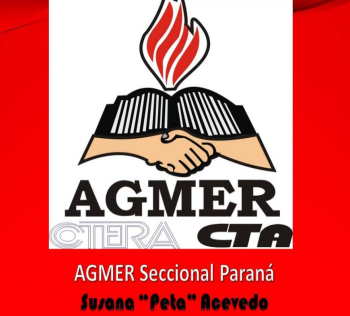 AGMER
CTERA CTA
AGMER Seccional Paraná
Susana "Peta" Acevedo